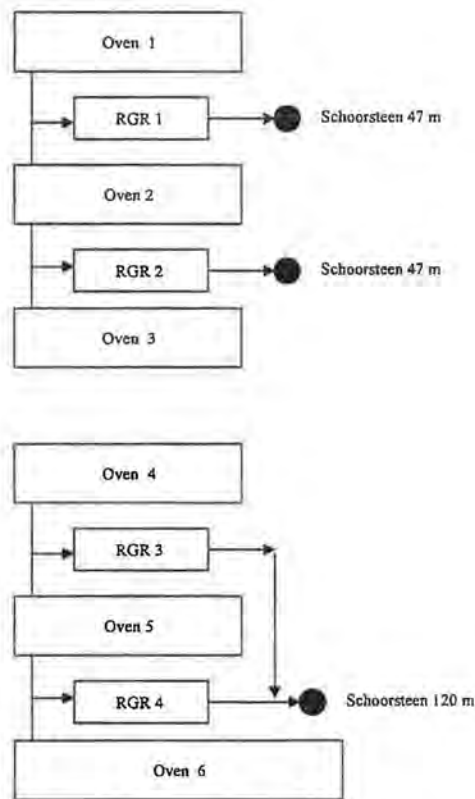 Oven 1
RGR 1
Schoorsteen 47 m
Oven 2
RGR 2
Schoorsteen 47 m
Oven 3
Oven 4
RGR 3
Oven 5
RGR 4
Schoorsteen 120 m
Oven 6